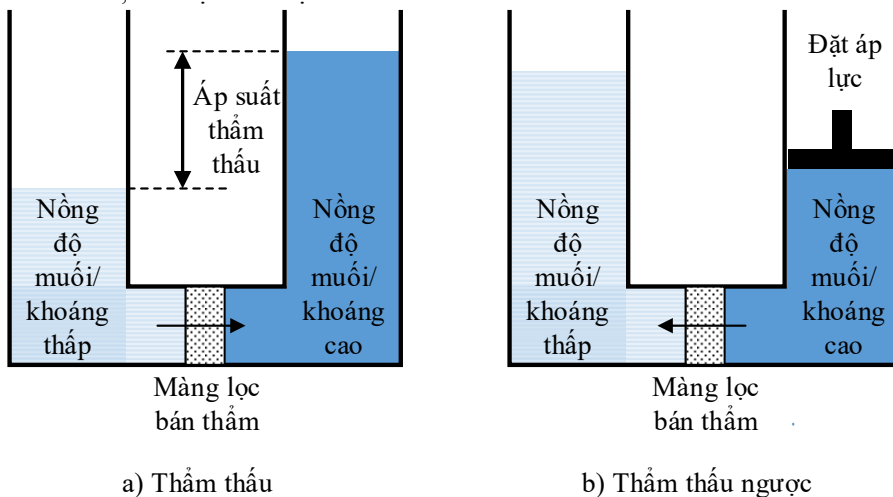 Áp suất
thẩm
thấu
Nồng
độ
muối/
khoáng
thấp
Nồng
độ
muối/
khoáng
cao
Màng lọc
bán thẩm
a) Thẩm thấu
Đặt áp
lực
Nồng
độ
muối/
khoáng
thấp
Nồng
độ
muối/
khoáng
cao
Màng lọc
bán thẩm
b) Thẩm thấu ngược